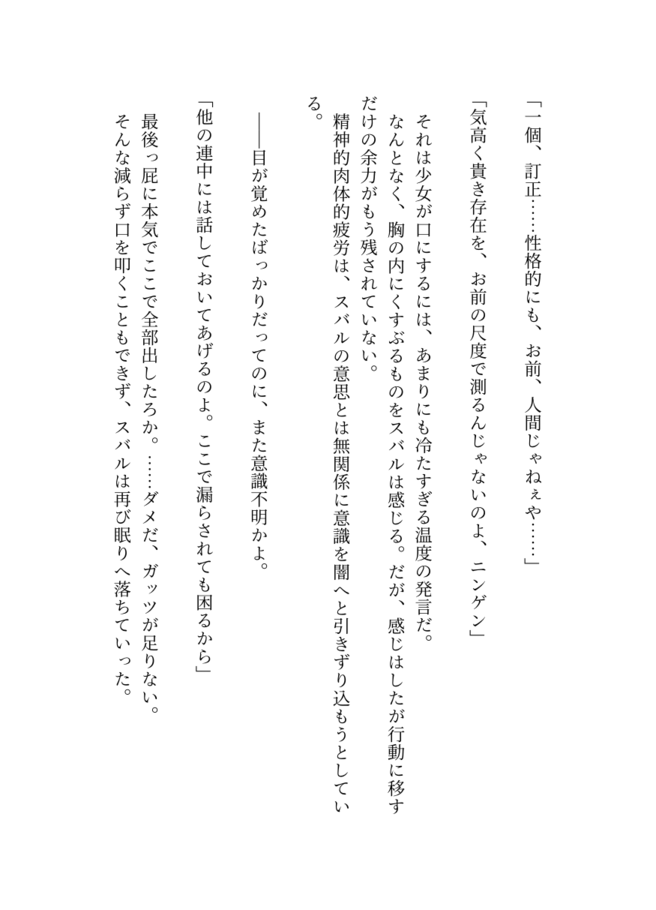 「一個、訂正……性格的にも、お前、人間じゃねぇや……」
「気高く貴き存在を、お前の尺度で測るんじゃないのよ、ニンゲン」
それは少女が口にするには、あまりにも冷たすぎる温度の発言だ。
なんとなく、胸の内にくすぶるものをスバルは感じる。だが、感じはしたが行動に移す
だけの余力がもう残されていない。
精神的肉体的疲労は、スバルの意思とは無関係に意識を闇へと引きずり込もうとしてい
る。
――目が覚めたばっかりだってのに、また意識不明かよ。
「他の連中には話しておいてあげるのよ。ここで漏らされても困るから」
最後っ屁に本気でここで全部出したろか。……ダメだ、ガッツが足りない。
そんな減らず口を叩くこともできず、スバルは再び眠りへ落ちていった。